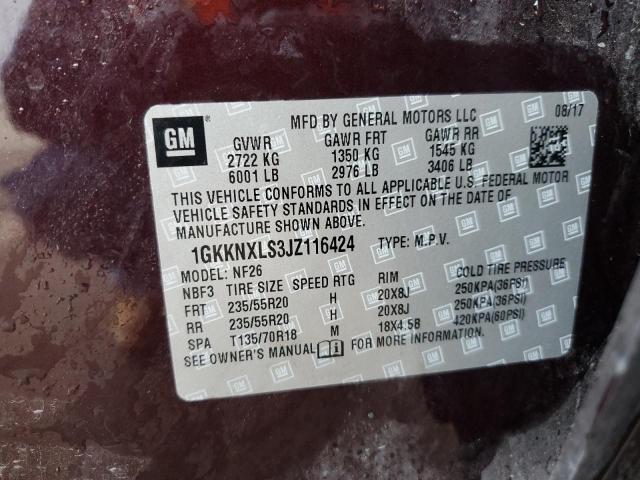 MFD BY GENERAL MOTORS LLC 08/17
GM
GVWR GAWR FRT GAWR RR
2722 KG 1350 KG 1545 KG
6001 LB 2976 LB 3406 LB
THIS VEHICLE CONFORMS TO ALL APPLICABLE U.S. FEDERAL MOTOR
VEHICLE SAFETY STANDARDS IN EFFECT ON THE DATE OF
MANUFACTURE SHOWN ABOVE.
1GKKNXLS3JZ116424 TYPE: M.P.V.
MODEL: NF26
NBF3 TIRE SIZE SPEED RTG RIM COLD TIRE PRESSURE
FRT 235/55R20 H 20X8J 250KPA(36PSI)
RR 235/55R20 H 20X8J 250KPA(36PSI)
SPA T135/70R18 M 18X4.5B 420KPA(60PSI)
SEE OWNER'S MANUAL FOR MORE INFORMATION.